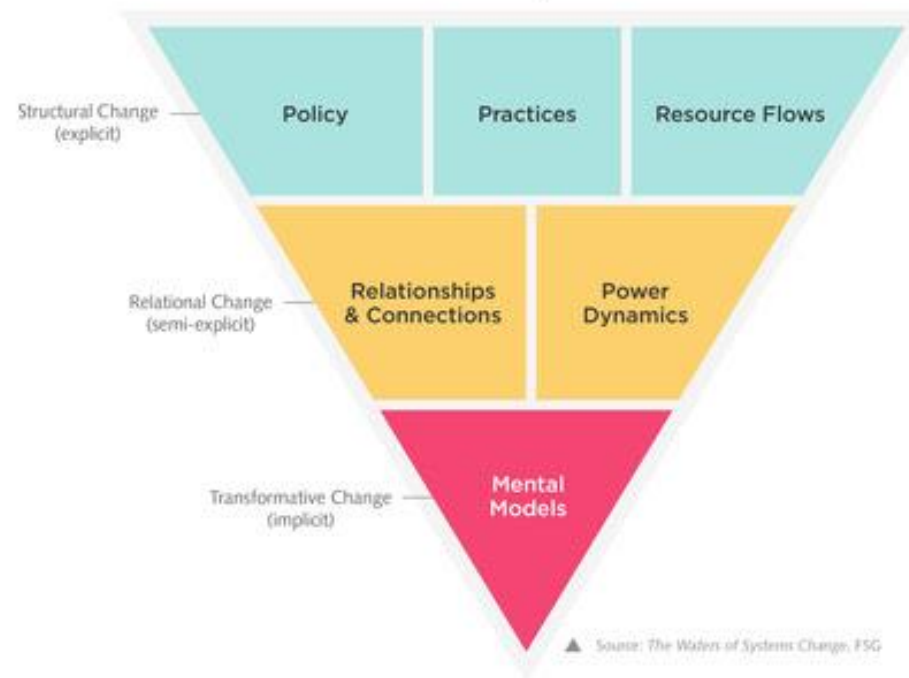 Structural Change
(explicit)
Policy
Practices
Resource Flows
Relational Change
(semi-explicit)
Relationships
& Connections
Power
Dynamics
Transformative Change
(implicit)
Mental
Models
Source: The Waters of Systems Change, FSG